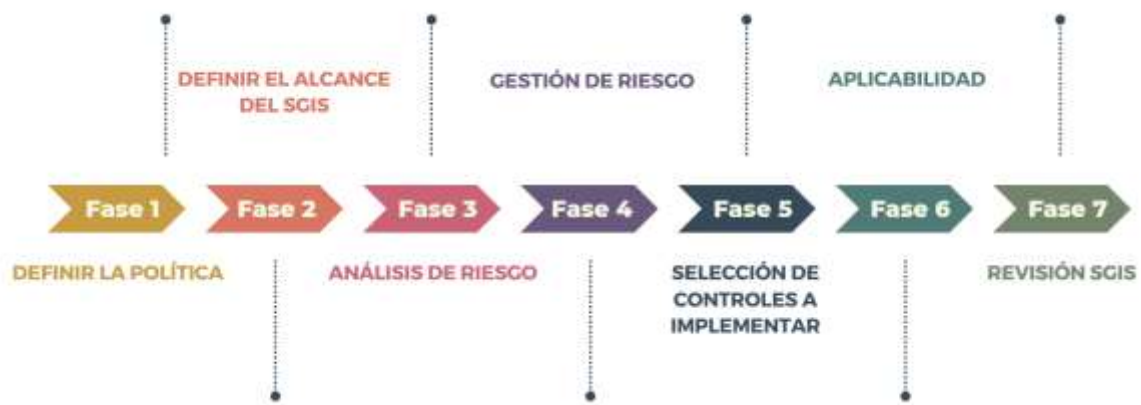 DEFINIR EL ALCANCE
DEL SGIS
GESTIÓN DE RIESGO
APLICABILIDAD
Fase 1
Fase 2
Fase 3
Fase 4
Fase 5
Fase 6
Fase 7
DEFINIR LA POLÍTICA
ANÁLISIS DE RIESGO
SELECCIÓN DE
CONTROLES A
IMPLEMENTAR
REVISIÓN SGIS